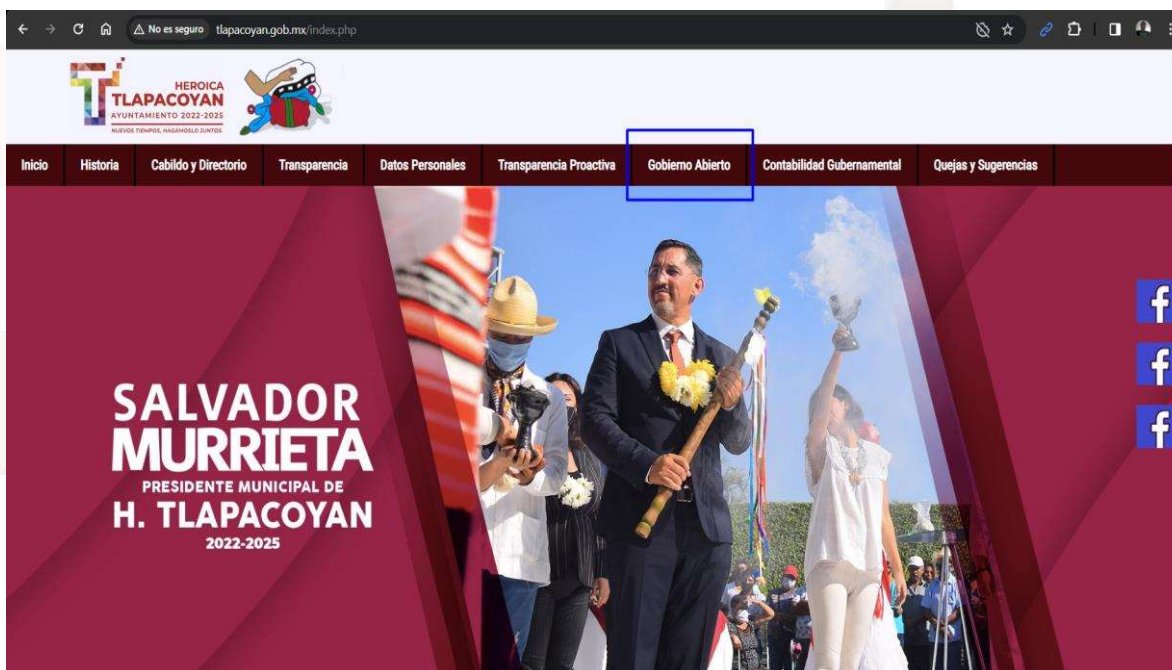 No es seguro tlapacoyan.gob.mx/index.php
HEROICA
TLAPACOYAN
AYUNTAMIENTO 2022-2025
NUEVOS TIEMPOS, HAGÁMOSLO JUNTOS.
Inicio Historia Cabildo y Directorio Transparencia Datos Personales Transparencia Proactiva Gobierno Abierto Contabilidad Gubernamental Quejas y Sugerencias
SALVADOR
MURRIETA
PRESIDENTE MUNICIPAL DE
H. TLAPACOYAN
2022-2025